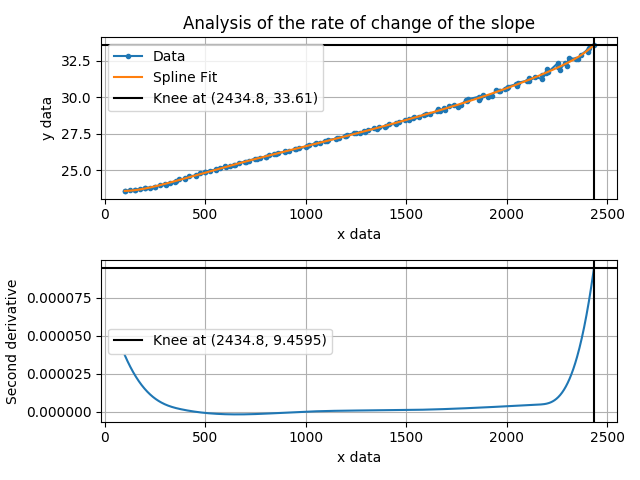 Analysis of the rate of change of the slope
Data
Spline Fit
Knee at (2434.8, 33.61)
y data
32.5
30.0
27.5
25.0
0 500 1000 1500 2000 2500
x data
Second derivative
0.000075
0.000050
0.000025
0.000000
Knee at (2434.8, 9.4595)
0 500 1000 1500 2000 2500
x data